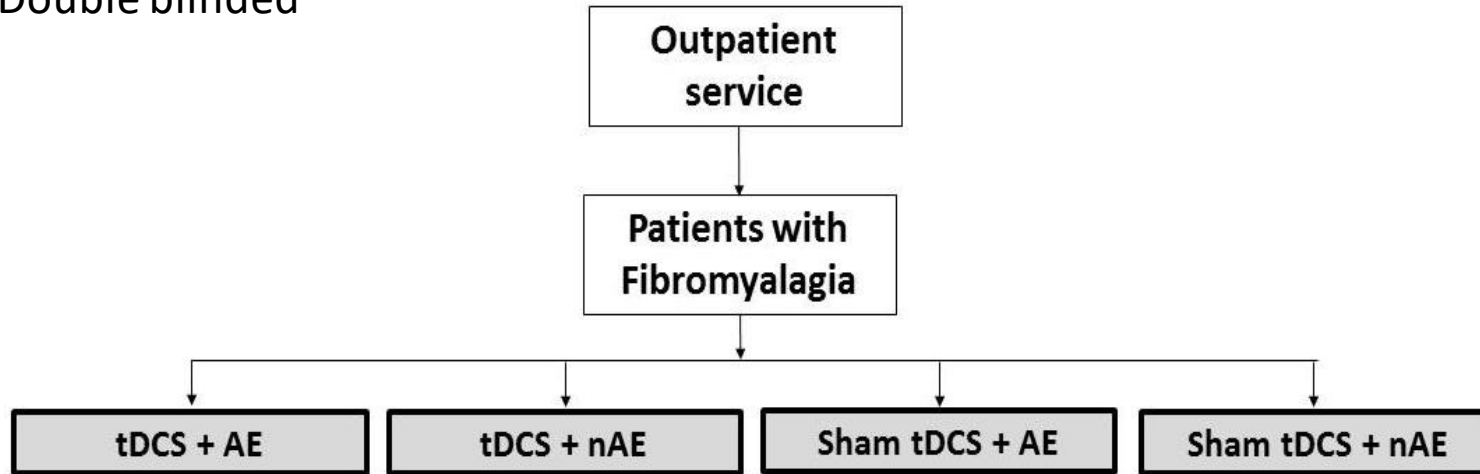 Double blinded
Outpatient
service
Patients with
Fibromyalagia
tDCS + AE
tDCS + nAE
Sham tDCS + AE
Sham tDCS + nAE